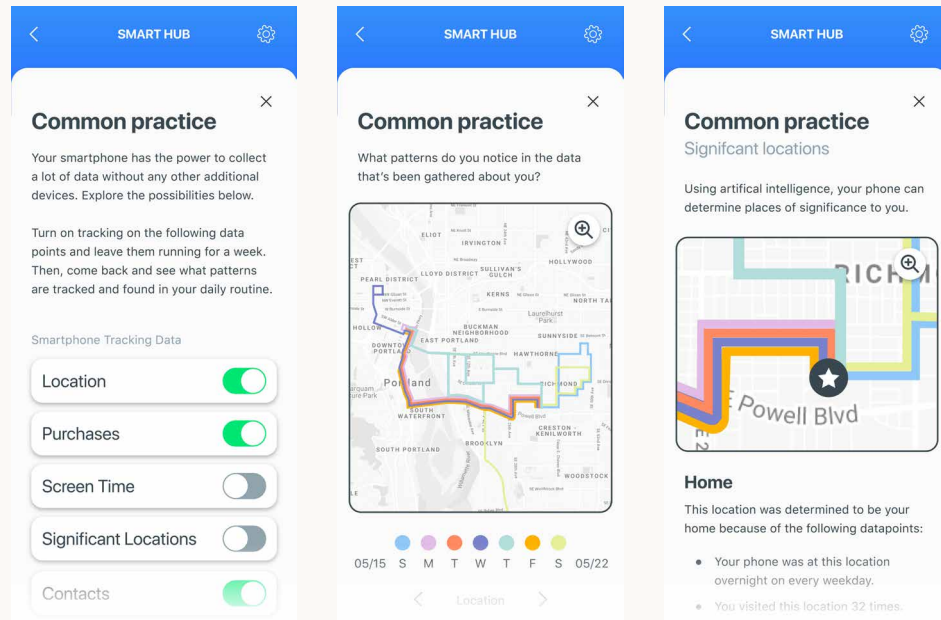 SMART HUB
Common practice
Your smartphone has the power to collect
a lot of data without any other additional
devices. Explore the possibilities below.
Turn on tracking on the following data
points and leave them running for a week.
Then, come back and see what patterns
are tracked and found in your daily routine.
Smartphone Tracking Data
Location
Purchases
Screen Time
Significant Locations
Contacts
SMART HUB
Common practice
What patterns do you notice in the data
that's been gathered about you?
ELIOT
IRVINGTON
HOLLYWOOD
PEARL DISTRICT
LLOYD DISTRICT
SULLIVAN'S
GULCH
KERNS
Laurelhurst
Park
HOLLOW
BUCKMAN
NEIGHBORHOOD
SUNNYSIDE
DOWNTOWN
PORTLAND
EAST PORTLAND
HAWTHORNE
RICHMOND
SOUTH
WATERFRONT
Powell Blvd
CRESTON -
KENILWORTH
BROOKLYN
SOUTH PORTLAND
WOODSTOCK
05/15 S M T W T F S 05/22
Location
SMART HUB
Common practice
Signifcant locations
Using artifical intelligence, your phone can
determine places of significance to you.
RICHM
E Powell Blvd
E 2
Home
This location was determined to be your
home because of the following datapoints:
• Your phone was at this location
overnight on every weekday.
• You visited this location 32 times.